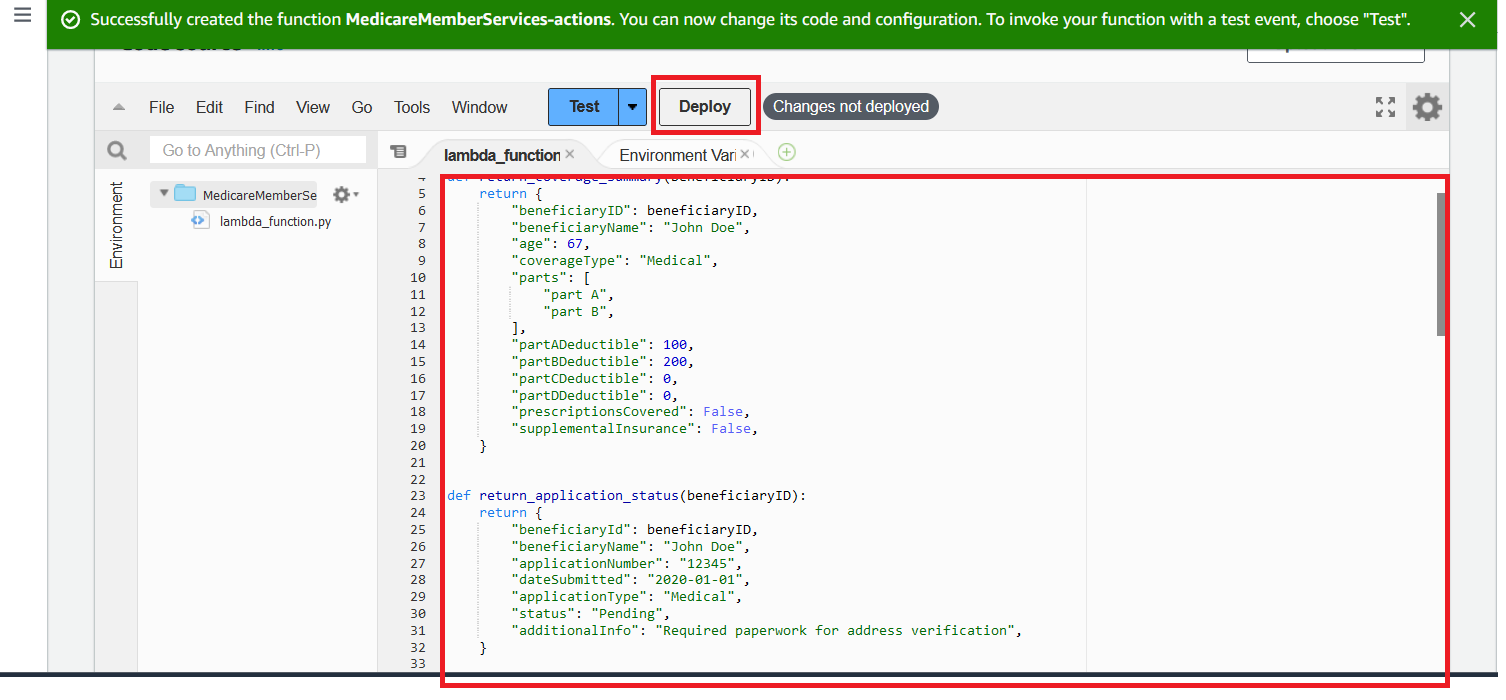 Successfully created the function MedicareMemberServices-actions. You can now change its code and configuration. To invoke your function with a test event, choose "Test".
File Edit Find View Go Tools Window Test Deploy Changes not deployed
Go to Anything (Ctrl-P)
lambda_function Environment Vari
Environment
MedicareMemberSe
lambda_function.py
4 def return_coverage_summary(beneficiaryID):
5 return {
6 "beneficiaryID": beneficiaryID,
7 "beneficiaryName": "John Doe",
8 "age": 67,
9 "coverageType": "Medical",
10 "parts": [
11 "part A",
12 "part B",
13 ],
14 "partADeductible": 100,
15 "partBDeductible": 200,
16 "partCDeductible": 0,
17 "partDDeductible": 0,
18 "prescriptionsCovered": False,
19 "supplementalInsurance": False,
20 }
21
22
23 def return_application_status(beneficiaryID):
24 return {
25 "beneficiaryId": beneficiaryID,
26 "beneficiaryName": "John Doe",
27 "applicationNumber": "12345",
28 "dateSubmitted": "2020-01-01",
29 "applicationType": "Medical",
30 "status": "Pending",
31 "additionalInfo": "Required paperwork for address verification",
32 }
33